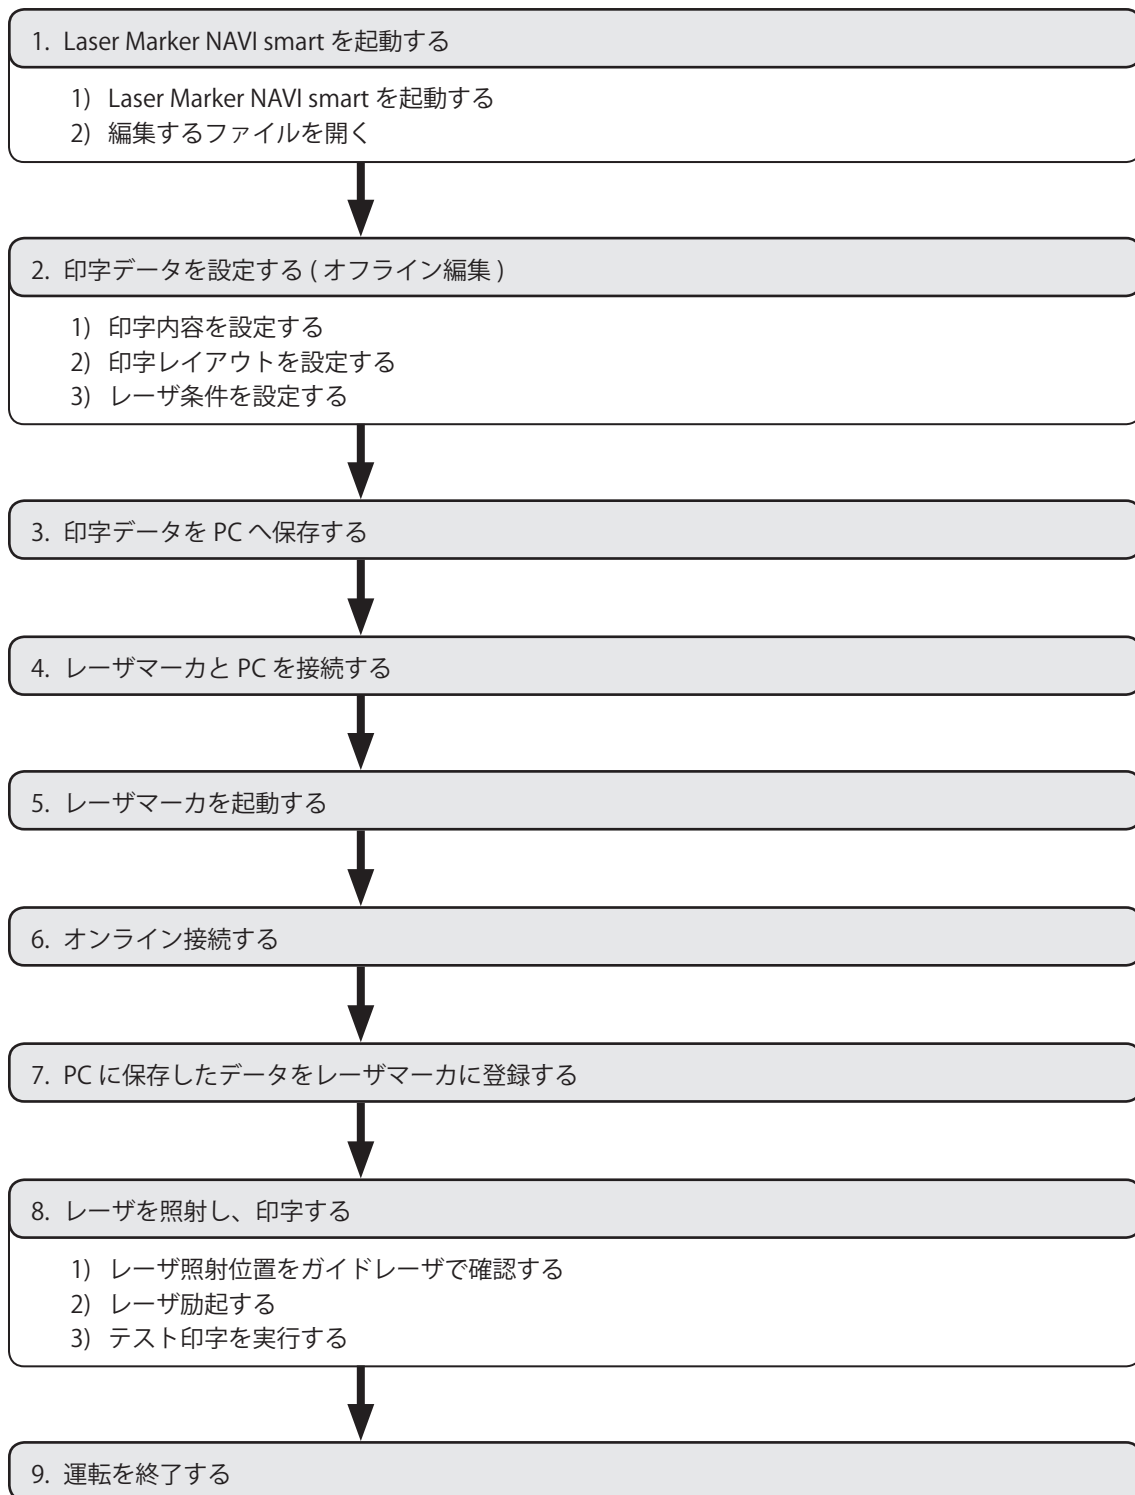 1. Laser Marker NAVI smart を起動する
1) Laser Marker NAVI smart を起動する
2) 編集するファイルを開く
2. 印字データを設定する ( オフライン編集 )
1) 印字内容を設定する
2) 印字レイアウトを設定する
3) レーザ条件を設定する
3. 印字データを PC へ保存する
4. レーザマーカと PC を接続する
5. レーザマーカを起動する
6. オンライン接続する
7. PC に保存したデータをレーザマーカに登録する
8. レーザを照射し、印字する
1) レーザ照射位置をガイドレーザで確認する
2) レーザ励起する
3) テスト印字を実行する
9. 運転を終了する